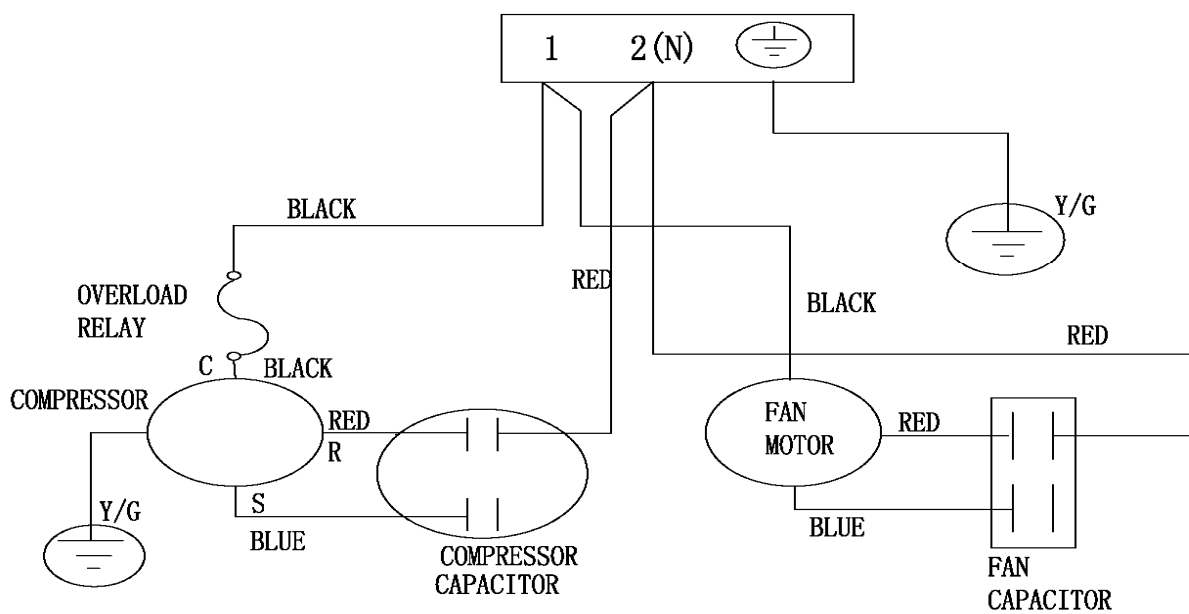 1 2(N)
Y/G
BLACK
RED
OVERLOAD
RELAY
BLACK
RED
C
BLACK
COMPRESSOR
RED
R
FAN
MOTOR
RED
Y/G
S
BLUE
BLUE
COMPRESSOR
CAPACITOR
FAN
CAPACITOR